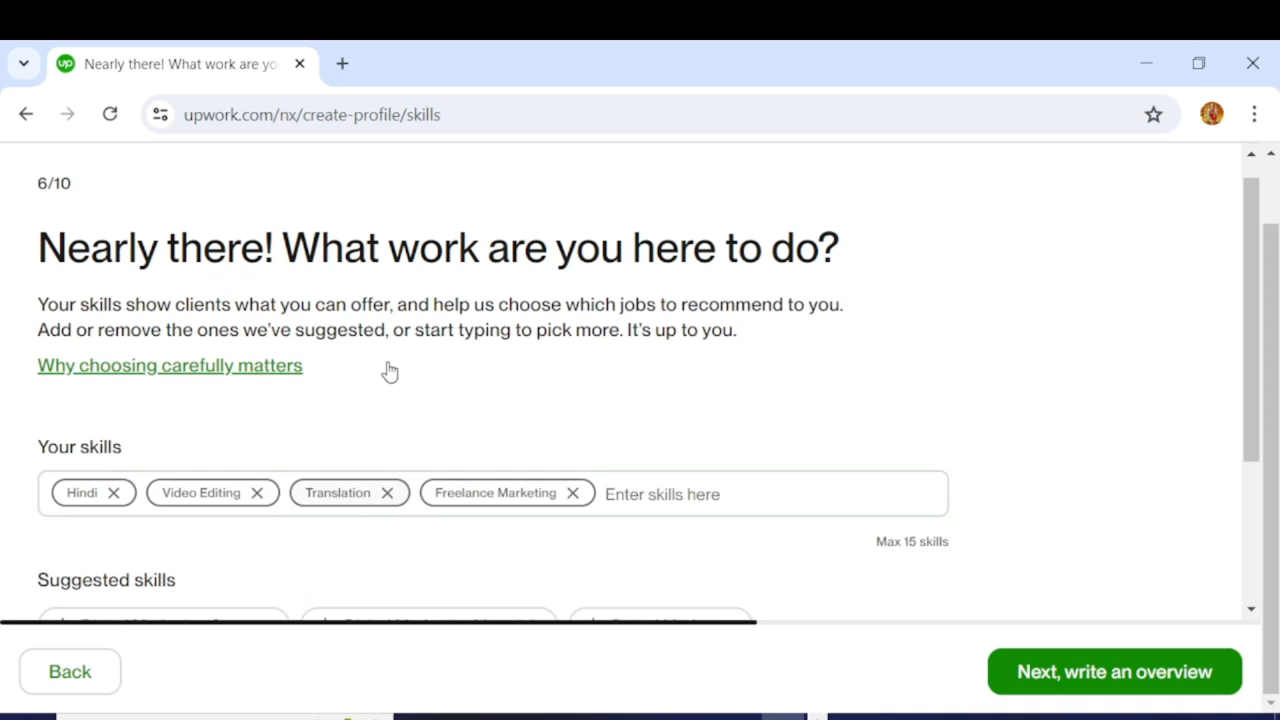 up Nearly there! What work are yo
upwork.com/nx/create-profile/skills
6/10
Nearly there! What work are you here to do?
Your skills show clients what you can offer, and help us choose which jobs to recommend to you.
Add or remove the ones we've suggested, or start typing to pick more. It's up to you.
Why choosing carefully matters
Your skills
Hindi Video Editing Translation Freelance Marketing Enter skills here
Max 15 skills
Suggested skills
Back Next, write an overview